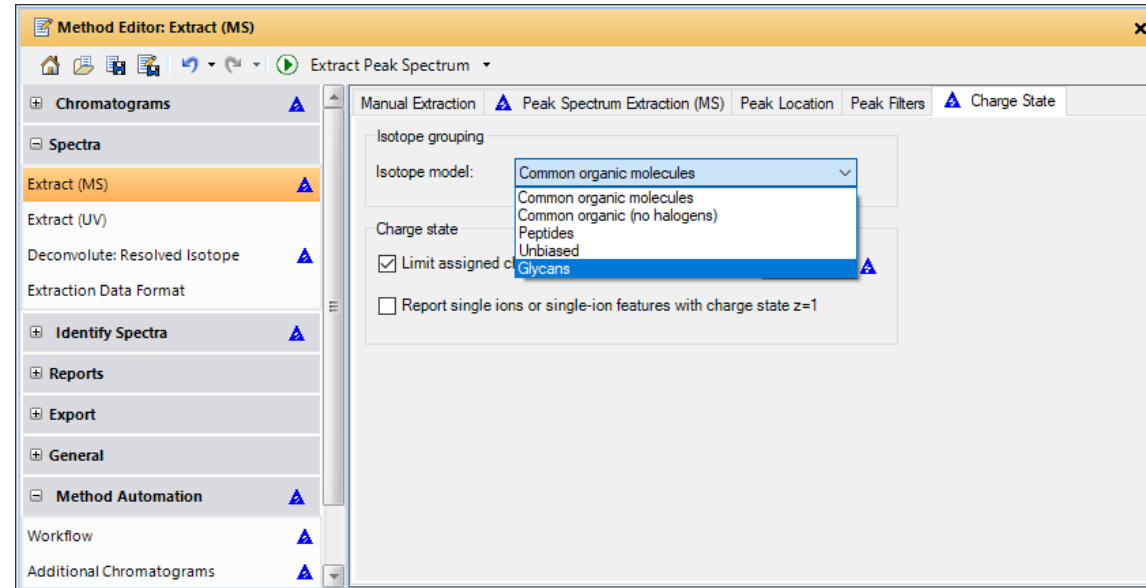 Method Editor: Extract (MS)
Extract Peak Spectrum
Chromatograms
Spectra
Extract (MS)
Extract (UV)
Deconvolute: Resolved Isotope
Extraction Data Format
Identify Spectra
Reports
Export
General
Method Automation
Workflow
Additional Chromatograms
Manual Extraction
Peak Spectrum Extraction (MS)
Peak Location
Peak Filters
Charge State
Isotope grouping
Isotope model:
Common organic molecules
Common organic molecules
Common organic (no halogens)
Peptides
Unbiased
Glycans
Charge state
Limit assigned
Report single ions or single-ion features with charge state z=1